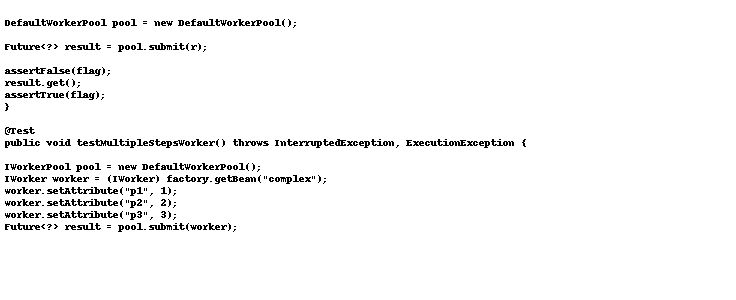 DefaultWorkerPool pool = new DefaultWorkerPool();
Future<?> result = pool.submit(r);
assertFalse(flag);
result.get();
assertTrue(flag);
}
@Test
public void testMultipleStepsWorker() throws InterruptedException, ExecutionException {
IWorkerPool pool = new DefaultWorkerPool();
IWorker worker = (IWorker) factory.getBean("complex");
worker.setAttribute("p1", 1);
worker.setAttribute("p2", 2);
worker.setAttribute("p3", 3);
Future<?> result = pool.submit(worker);